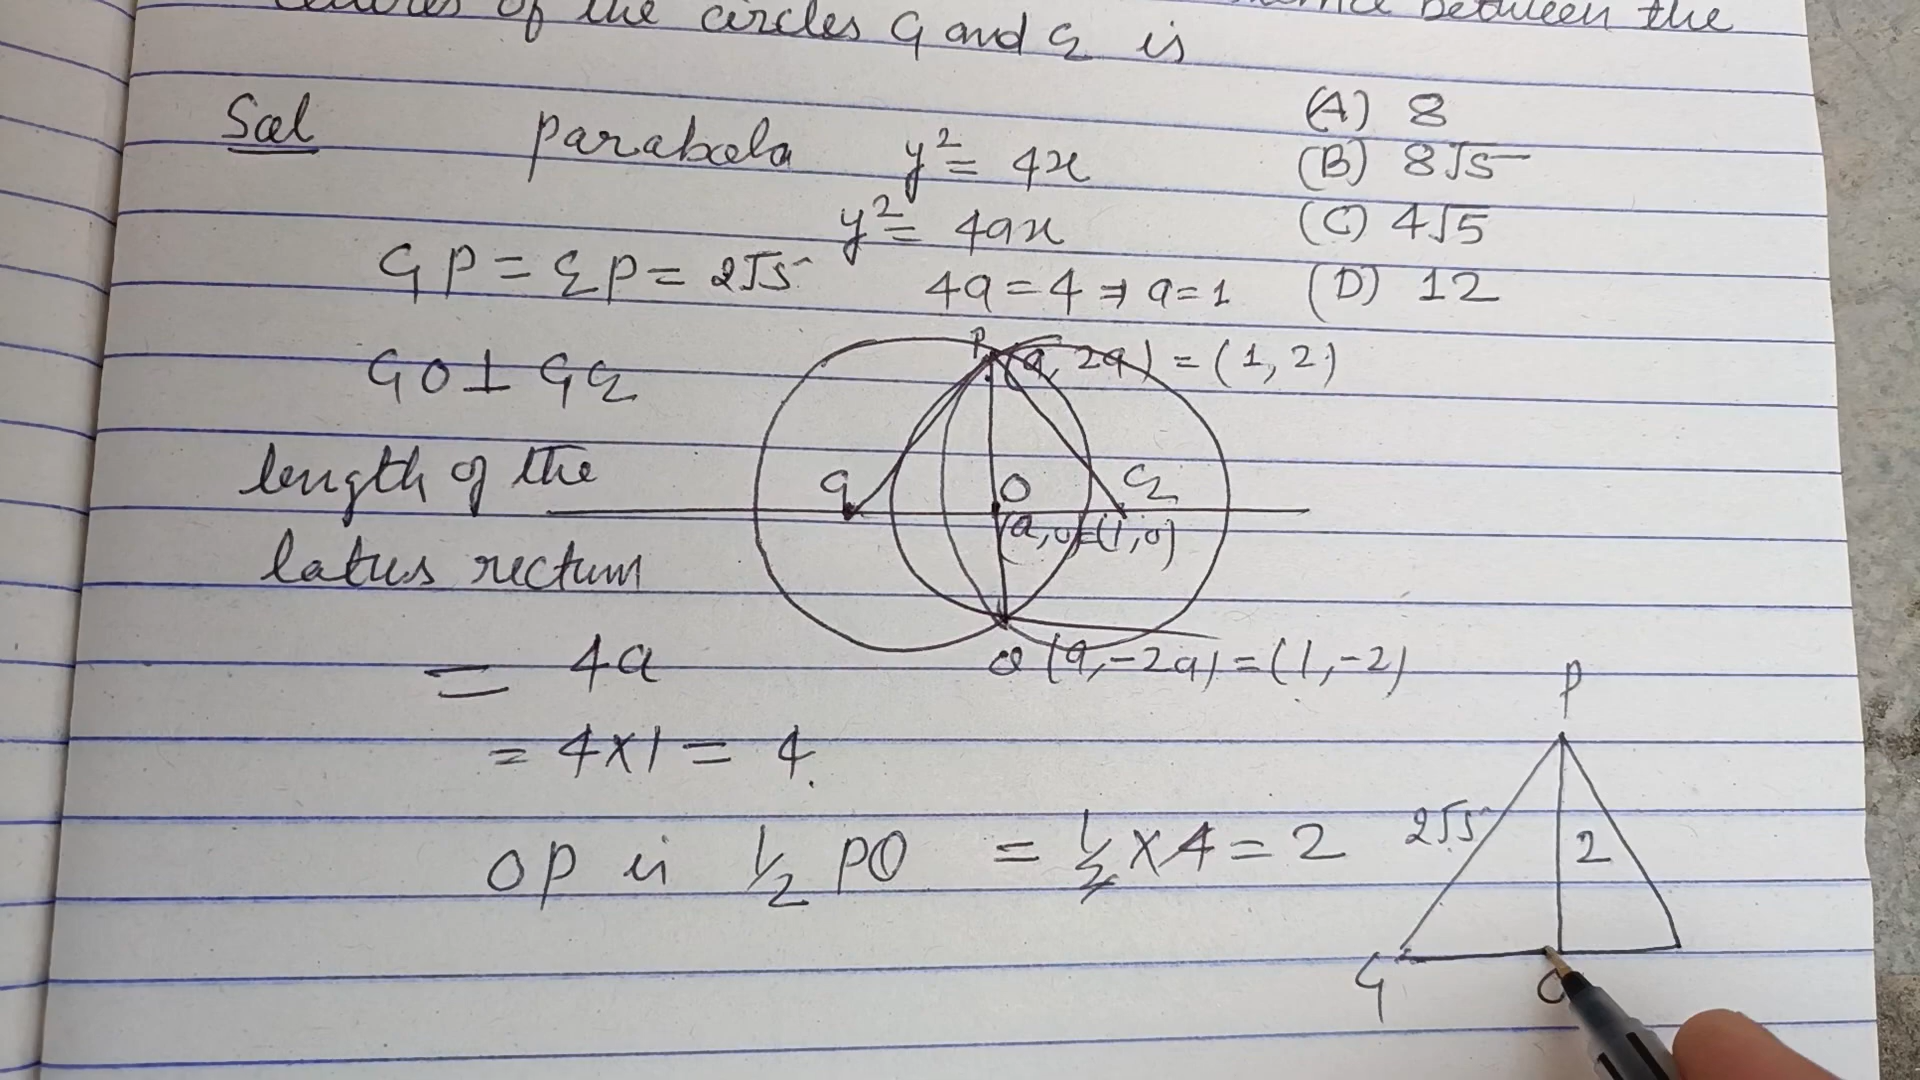 of the circles C₁ and C₂ is
between the
Sol parabola y² = 4x
(A) 8
(B) 8√5
y² = 4ax
(C) 4√5
C₁P = C₂P = 2√5
4a = 4 ⇒ a = 1
(D) 12
P (a, 2a) = (1, 2)
C₁O ⊥ C₁C₂
length of the
C₁ O C₂
(a, 0) = (1, 0)
latus rectum
= 4a
Q (a, -2a) = (1, -2)
= 4×1 = 4.
OP is 1/2 PQ = 1/2 × 4 = 2
P
2√5 2
C₁